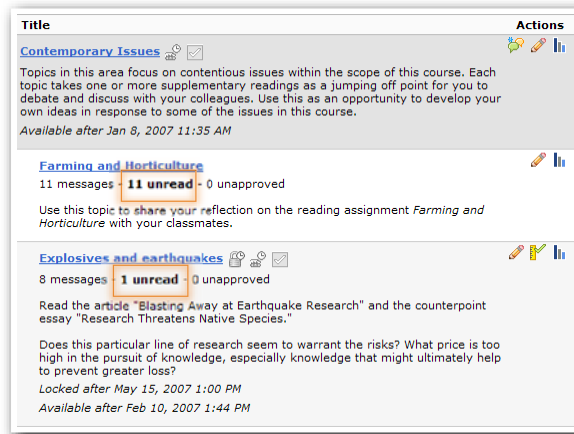 Title Actions
Contemporary Issues
Topics in this area focus on contentious issues within the scope of this course. Each
topic takes one or more supplementary readings as a jumping off point for you to
debate and discuss with your colleagues. Use this as an opportunity to develop your
own ideas in response to some of the issues in this course.
Available after Jan 8, 2007 11:35 AM
Farming and Horticulture
11 messages - 11 unread - 0 unapproved
Use this topic to share your reflection on the reading assignment Farming and
Horticulture with your classmates.
Explosives and earthquakes
8 messages - 1 unread - 0 unapproved
Read the article "Blasting Away at Earthquake Research" and the counterpoint
essay "Research Threatens Native Species."
Does this particular line of research seem to warrant the risks? What price is too
high in the pursuit of knowledge, especially knowledge that might ultimately help
to prevent greater loss?
Locked after May 15, 2007 1:00 PM
Available after Feb 10, 2007 1:44 PM